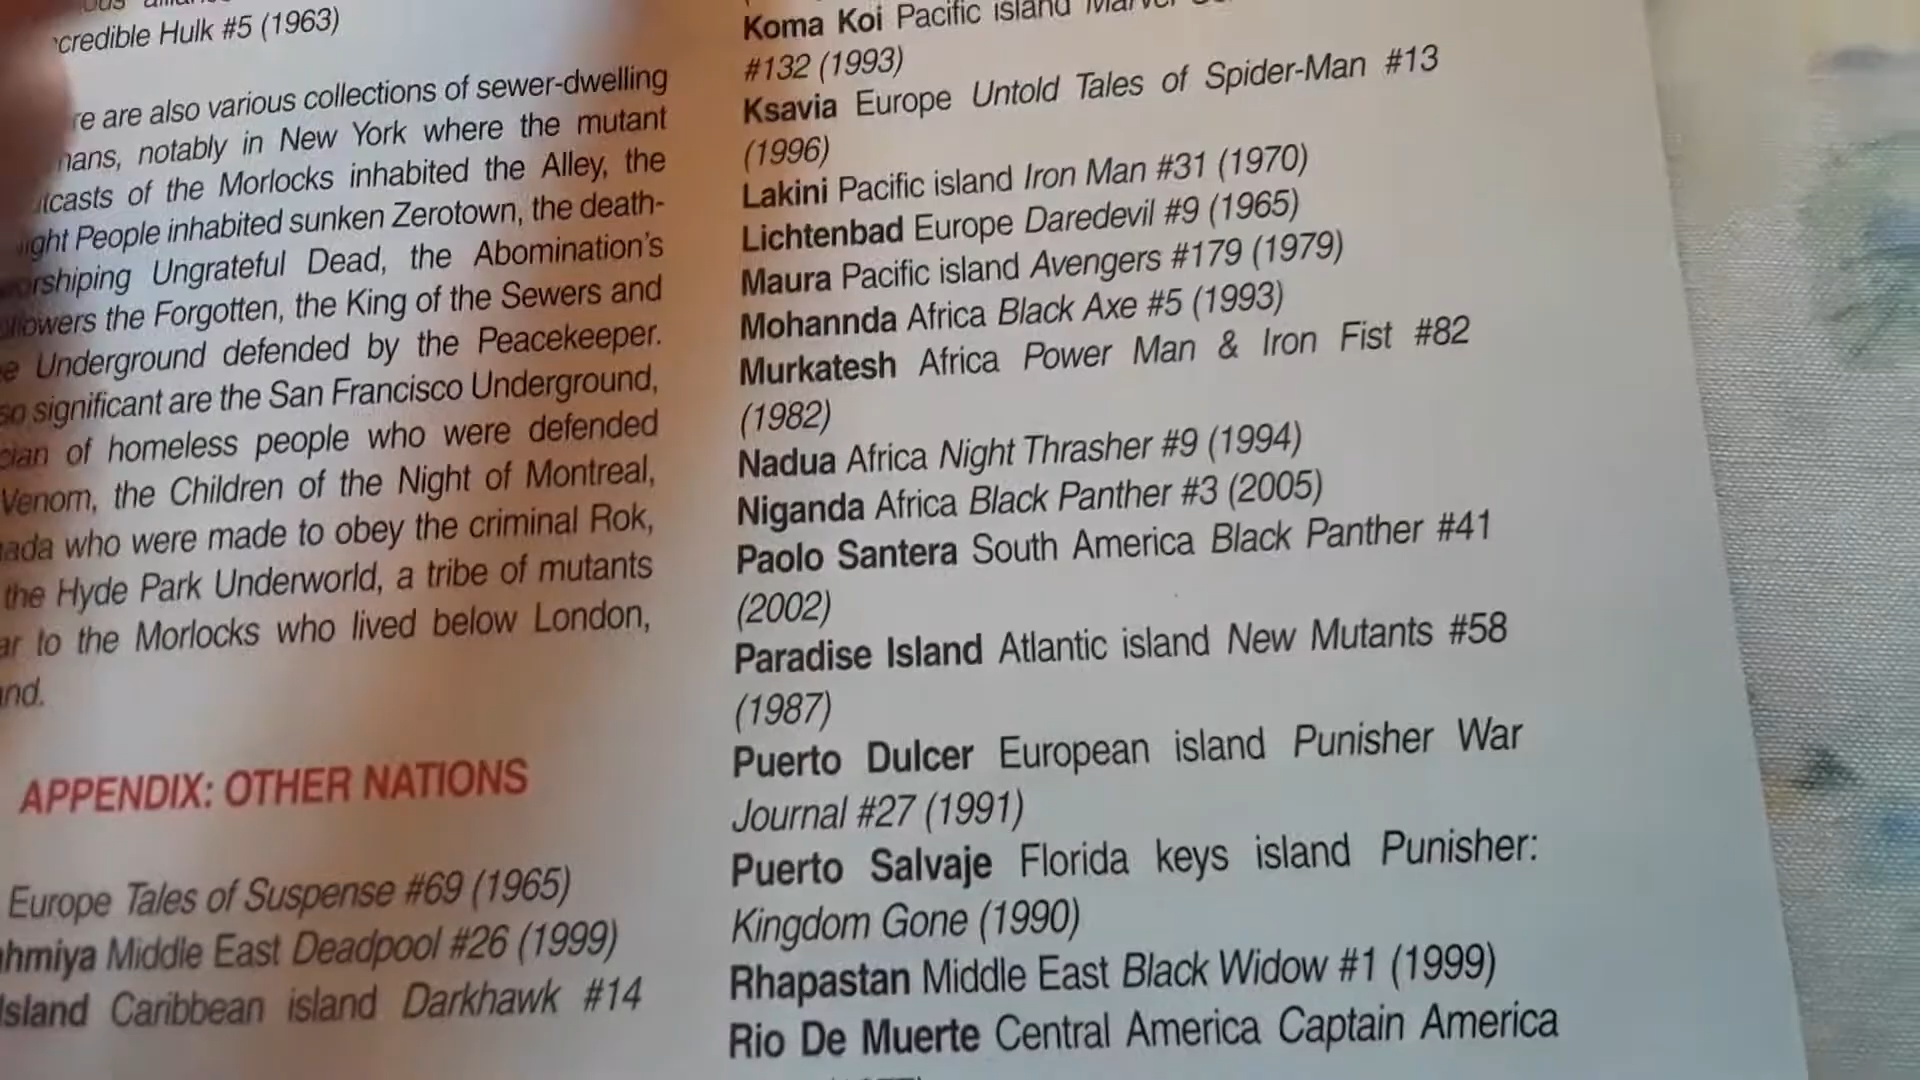 credible Hulk #5 (1963)
re are also various collections of sewer-dwelling
mans, notably in New York where the mutant
tcasts of the Morlocks inhabited the Alley, the
ight People inhabited sunken Zerotown, the death-
orshiping Ungrateful Dead, the Abomination's
llowers the Forgotten, the King of the Sewers and
e Underground defended by the Peacekeeper.
so significant are the San Francisco Underground,
clan of homeless people who were defended
Venom, the Children of the Night of Montreal,
nada who were made to obey the criminal Rok,
the Hyde Park Underworld, a tribe of mutants
ar to the Morlocks who lived below London,
and.
APPENDIX: OTHER NATIONS
Europe Tales of Suspense #69 (1965)
ahmiya Middle East Deadpool #26 (1999)
Island Caribbean island Darkhawk #14
Koma Koi Pacific island
#132 (1993)
Ksavia Europe Untold Tales of Spider-Man #13
(1996)
Lakini Pacific island Iron Man #31 (1970)
Lichtenbad Europe Daredevil #9 (1965)
Maura Pacific island Avengers #179 (1979)
Mohannda Africa Black Axe #5 (1993)
Murkatesh Africa Power Man & Iron Fist #82
(1982)
Nadua Africa Night Thrasher #9 (1994)
Niganda Africa Black Panther #3 (2005)
Paolo Santera South America Black Panther #41
(2002)
Paradise Island Atlantic island New Mutants #58
(1987)
Puerto Dulcer European island Punisher War
Journal #27 (1991)
Puerto Salvaje Florida keys island Punisher:
Kingdom Gone (1990)
Rhapastan Middle East Black Widow #1 (1999)
Rio De Muerte Central America Captain America